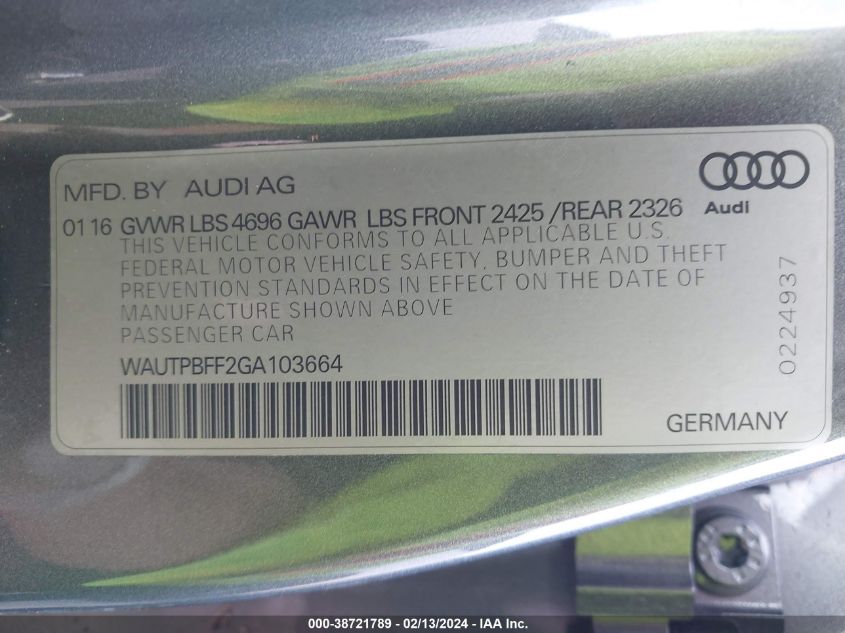 MFD. BY AUDI AG
Audi
01 16 GVWR LBS 4696 GAWR LBS FRONT 2425 /REAR 2326
THIS VEHICLE CONFORMS TO ALL APPLICABLE U.S.
FEDERAL MOTOR VEHICLE SAFETY, BUMPER AND THEFT
PREVENTION STANDARDS IN EFFECT ON THE DATE OF
MANUFACTURE SHOWN ABOVE
PASSENGER CAR
WAUTPBFF2GA103664
0224937
GERMANY
000-38721789 - 02/13/2024 - IAA Inc.